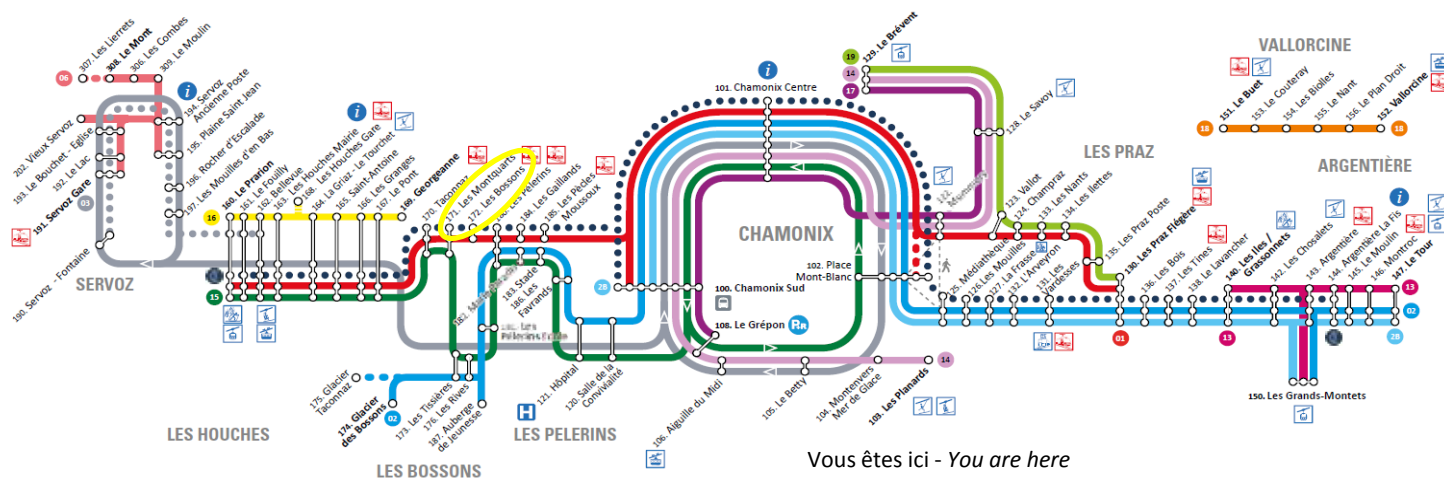 307. Les Lierrets
308. Le Mont
306. Les Combes
309. Le Moulin
06
194. Servoz
Ancienne Poste
195. Plaine Saint Jean
196. Rocher d'Escalade
197. Les Mouilles d'en Bas
202. Vieux Servoz
193. Le Bouchet - Eglise
192. Le Lac
191. Servoz Gare
03
190. Servoz - Fontaine
SERVOZ
16
15
160. Le Prarion
161. Le Fouilly
162. Bellevue
163. Les Houches Mairie
168. Les Houches Gare
164. La Griaz - Le Tourchet
165. Saint-Antoine
166. Les Granges
167. Le Pont
169. Georgeanne
LES HOUCHES
170. Taconnaz
171. Les Montquarts
172. Les Bossons
184. Les Gaillands
185. Les Pècles
Moussoux
183. Stade
186. Les
Favrands
175. Glacier
Taconnaz
174. Glacier
des Bossons
02
173. Les Tissières
176. Les Rives
187. Auberge
de Jeunesse
LES BOSSONS
H
121. Hôpital
120. Salle de la
Convivialité
LES PELERINS
28
i
101. Chamonix Centre
CHAMONIX
102. Place
Mont-Blanc
100. Chamonix Sud
108. Le Grépon
106. Aiguille du Midi
105. Le Betty
104. Montenvers
Mer de Glace
103. Les Planards
14
19
14
17
129. Le Brévent
128. Le Savoy
123. Vallot
124. Champraz
133. Les Nants
134. Les Ilettes
LES PRAZ
135. Les Praz Poste
130. Les Praz Flégère
01
126. Les Mouilles
127. La Frasse
132. L'Arveyron
131. Les
136. Les Bois
137. Les Tines
138. Le Lavancher
140. Les Iles /
Grassonnets
13
142. Les Chosalets
143. Argentière
144. Argentière La Fis
145. Le Moulin
146. Montroc
147. Le Tour
13
02
28
150. Les Grands-Montets
ARGENTIÈRE
VALLORCINE
18
151. Le Buet
153. Le Couteray
154. Les Biolles
155. Le Nant
156. Le Plan Droit
152. Vallorcine
18
Vous êtes ici - You are here